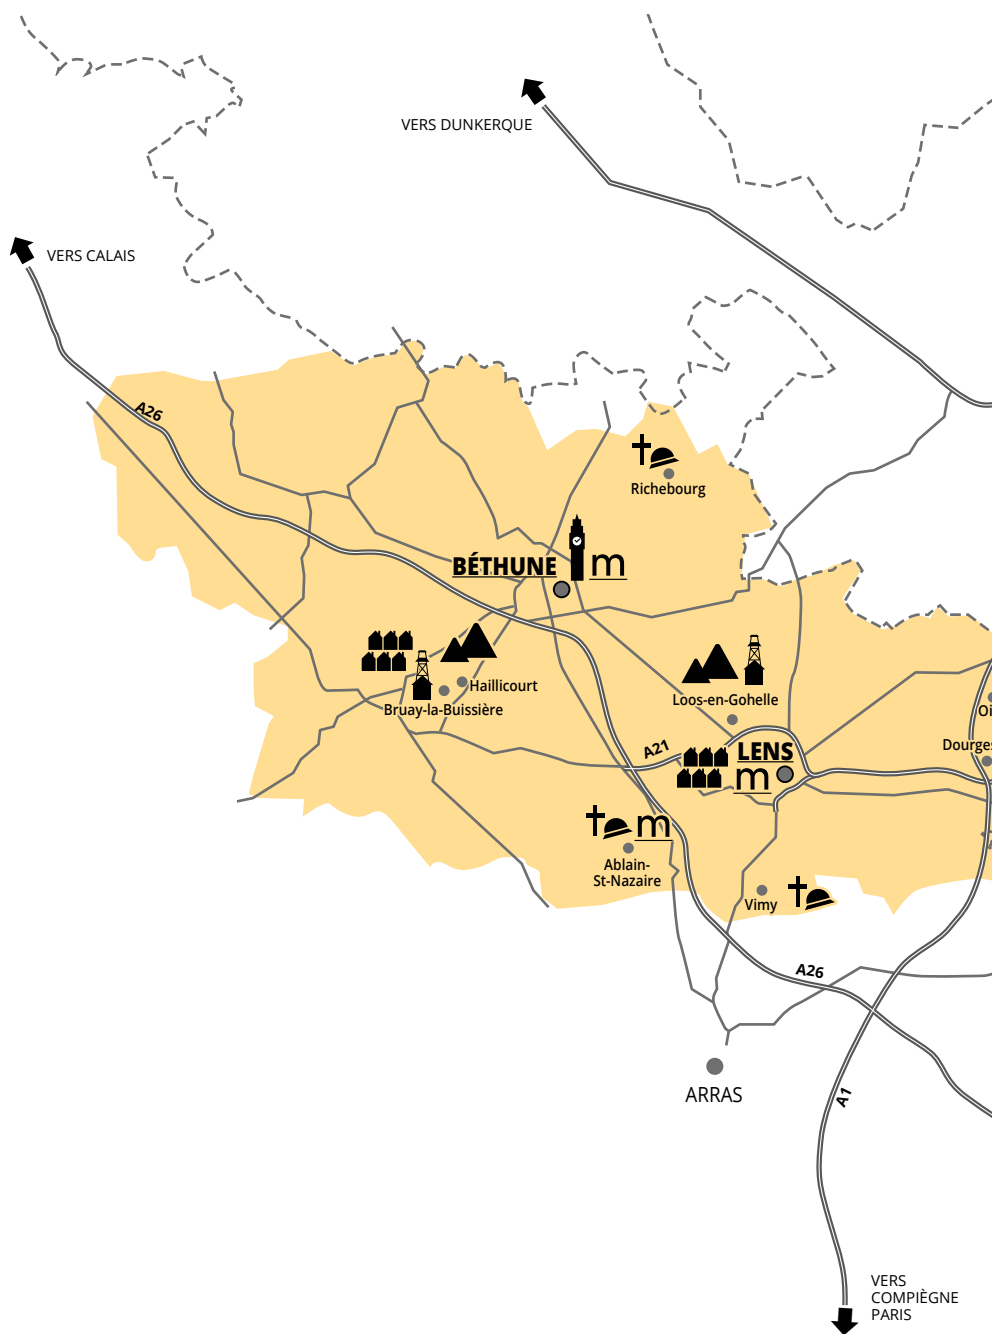 VERS DUNKERQUE
VERS CALAIS
A26
Richebourg
BÉTHUNE m
Haillicourt
Bruay-la-Buissière
Loos-en-Gohelle
Oi
A21
LENS
Dourges
m
m
Ablain-
St-Nazaire
Vimy
A26
ARRAS
A1
VERS
COMPIÈGNE
PARIS